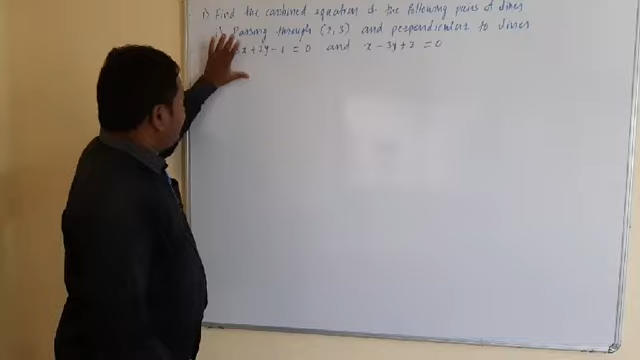 1) Find the combined equation of the following pairs of lines
i) Passing through (2, 3) and perpendicular to lines
x + 2y - 1 = 0 and x - 3y + 2 = 0